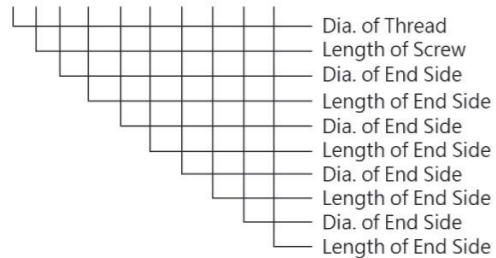 Dia. of Thread
Length of Screw
Dia. of End Side
Length of End Side
Dia. of End Side
Length of End Side
Dia. of End Side
Length of End Side
Dia. of End Side
Length of End Side